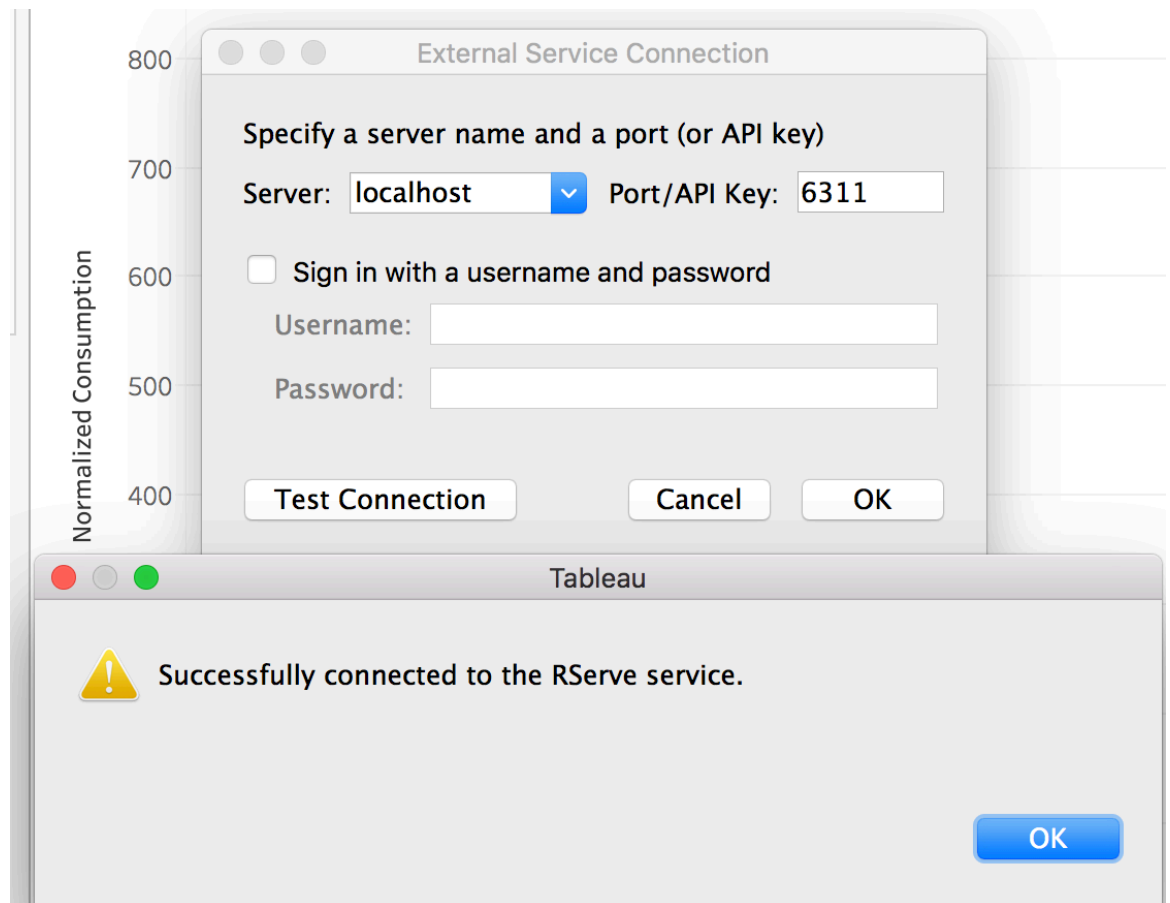 External Service Connection
Specify a server name and a port (or API key)
Server: localhost Port/API Key: 6311
Sign in with a username and password
Username:
Password:
Test Connection Cancel OK
800
700
600
500
400
Normalized Consumption
Tableau
Successfully connected to the RServe service.
OK